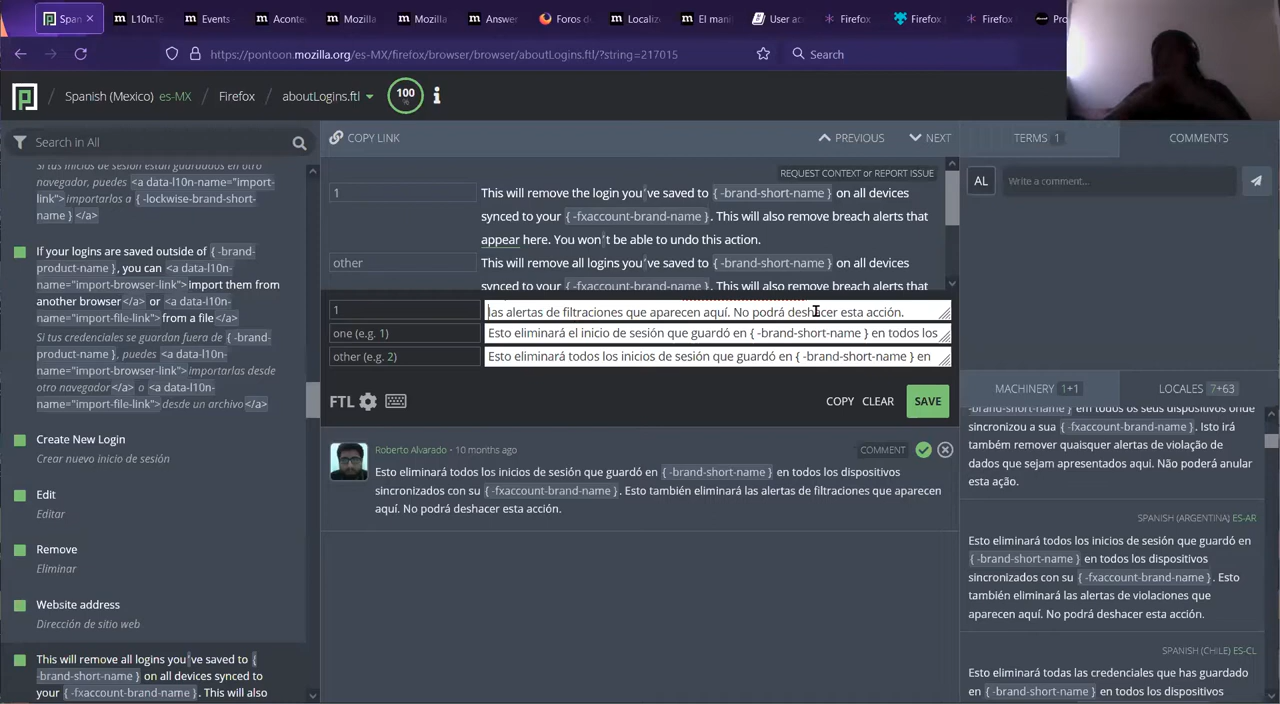 Span
L10n:Te
Events -
Aconte
Mozilla
Mozilla
Answer
Foros de
Localize
El mani
User acc
Firefox
Firefox
Firefox
Pro
https://pontoon.mozilla.org/es-MX/firefox/browser/browser/aboutLogins.ftl/?string=217015
Search
Spanish (Mexico) es-MX
Firefox
aboutLogins.ftl
100
%
Search in All
Si tus inicios de sesión están guardados en otro
navegador, puedes <a data-l10n-name="import-
link">importarlos a { -lockwise-brand-short-
name }</a>
If your logins are saved outside of { -brand-
product-name }, you can <a data-l10n-
name="import-browser-link">import them from
another browser</a> or <a data-l10n-
name="import-file-link">from a file</a>
Si tus credenciales se guardan fuera de { -brand-
product-name }, puedes <a data-l10n-
name="import-browser-link">importarlas desde
otro navegador</a> o <a data-l10n-
name="import-file-link">desde un archivo</a>
Create New Login
Crear nuevo inicio de sesión
Edit
Editar
Remove
Eliminar
Website address
Dirección de sitio web
This will remove all logins you've saved to {
-brand-short-name } on all devices synced to
your { -fxaccount-brand-name }. This will also
COPY LINK
PREVIOUS
NEXT
REQUEST CONTEXT or REPORT ISSUE
1
This will remove the login you've saved to { -brand-short-name } on all devices
synced to your { -fxaccount-brand-name }. This will also remove breach alerts that
appear here. You won't be able to undo this action.
other
This will remove all logins you've saved to { -brand-short-name } on all devices
synced to your { -fxaccount-brand-name }. This will also remove breach alerts that
1
las alertas de filtraciones que aparecen aquí. No podrá deshacer esta acción.
one (e.g. 1)
Esto eliminará el inicio de sesión que guardó en { -brand-short-name } en todos los
other (e.g. 2)
Esto eliminará todos los inicios de sesión que guardó en { -brand-short-name } en
FTL
COPY
CLEAR
SAVE
Roberto Alvarado • 10 months ago
COMMENT
Esto eliminará todos los inicios de sesión que guardó en { -brand-short-name } en todos los dispositivos
sincronizados con su { -fxaccount-brand-name }. Esto también eliminará las alertas de filtraciones que aparecen
aquí. No podrá deshacer esta acción.
TERMS 1
COMMENTS
AL
Write a comment...
MACHINERY 1+1
LOCALES 7+63
-brand-short-name } em todos os seus dispositivos onde
sincronizou a sua { -fxaccount-brand-name }. Isto irá
também remover quaisquer alertas de violação de
dados que sejam apresentados aqui. Não poderá anular
esta ação.
SPANISH (ARGENTINA) ES-AR
Esto eliminará todos los inicios de sesión que guardó en
{ -brand-short-name } en todos los dispositivos
sincronizados con su { -fxaccount-brand-name }. Esto
también eliminará las alertas de violaciones que
aparecen aquí. No podrá deshacer esta acción.
SPANISH (CHILE) ES-CL
Esto eliminará todas las credenciales que has guardado
en { -brand-short-name } en todos los dispositivos